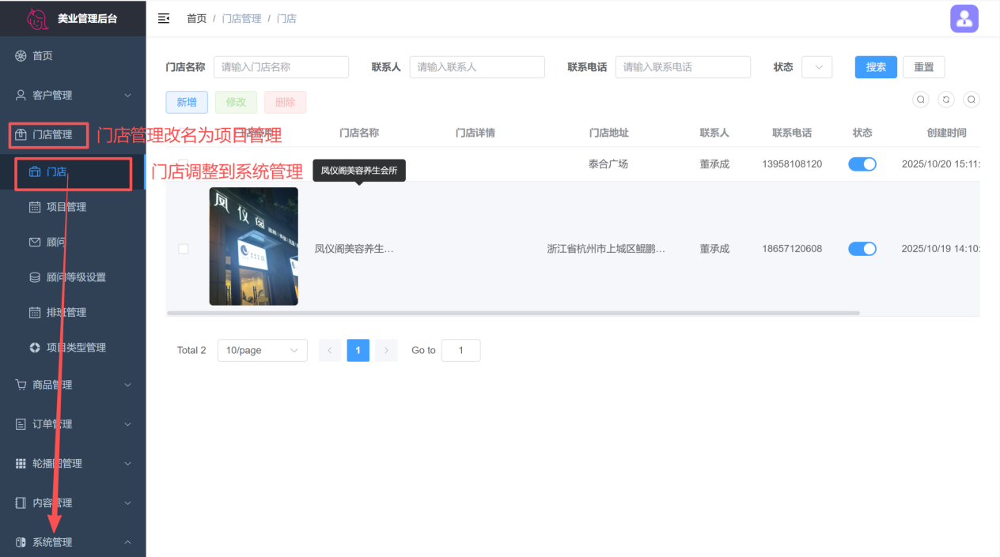 美业管理后台
首页 / 门店管理 / 门店
首页
客户管理
门店管理
门店
项目管理
顾问
顾问等级设置
排班管理
项目类型管理
商品管理
订单管理
轮播图管理
内容管理
系统管理
门店管理改名为项目管理
门店调整到系统管理
门店名称 请输入门店名称 联系人 请输入联系人 联系电话 请输入联系电话 状态 搜索 重置
新增 修改 删除
门店名称 门店详情 门店地址 联系人 联系电话 状态 创建时间
泰合广场 董承成 13958108120 2025/10/20 15:11:
凤仪阁美容养生会所
凤仪阁
凤仪阁美容养生... 浙江省杭州市上城区鲲鹏... 董承成 18657120608 2025/10/19 14:10:
Total 2 10/page 1 Go to 1